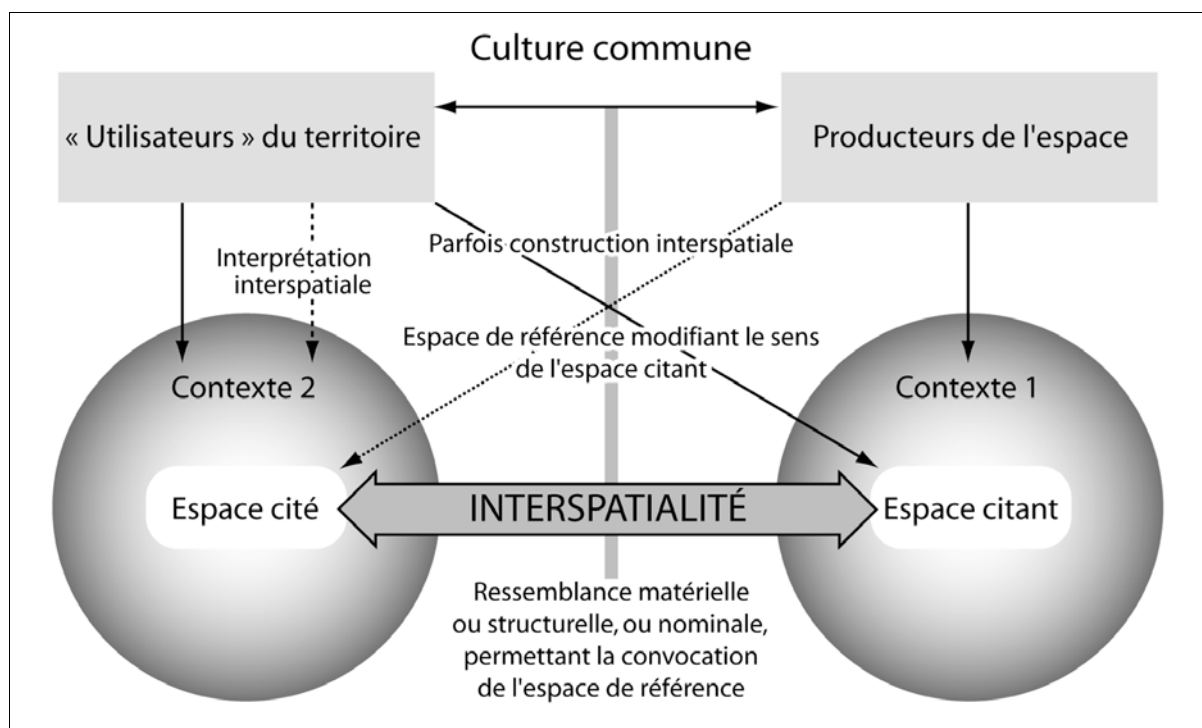 Culture commune
« Utilisateurs » du territoire
Producteurs de l'espace
Parfois construction interspatiale
Interprétation
interspatiale
Espace de référence modifiant le sens
de l'espace citant
Contexte 2
Contexte 1
Espace cité
INTERSPATIALITÉ
Espace citant
Ressemblance matérielle
ou structurelle, ou nominale,
permettant la convocation
de l'espace de référence